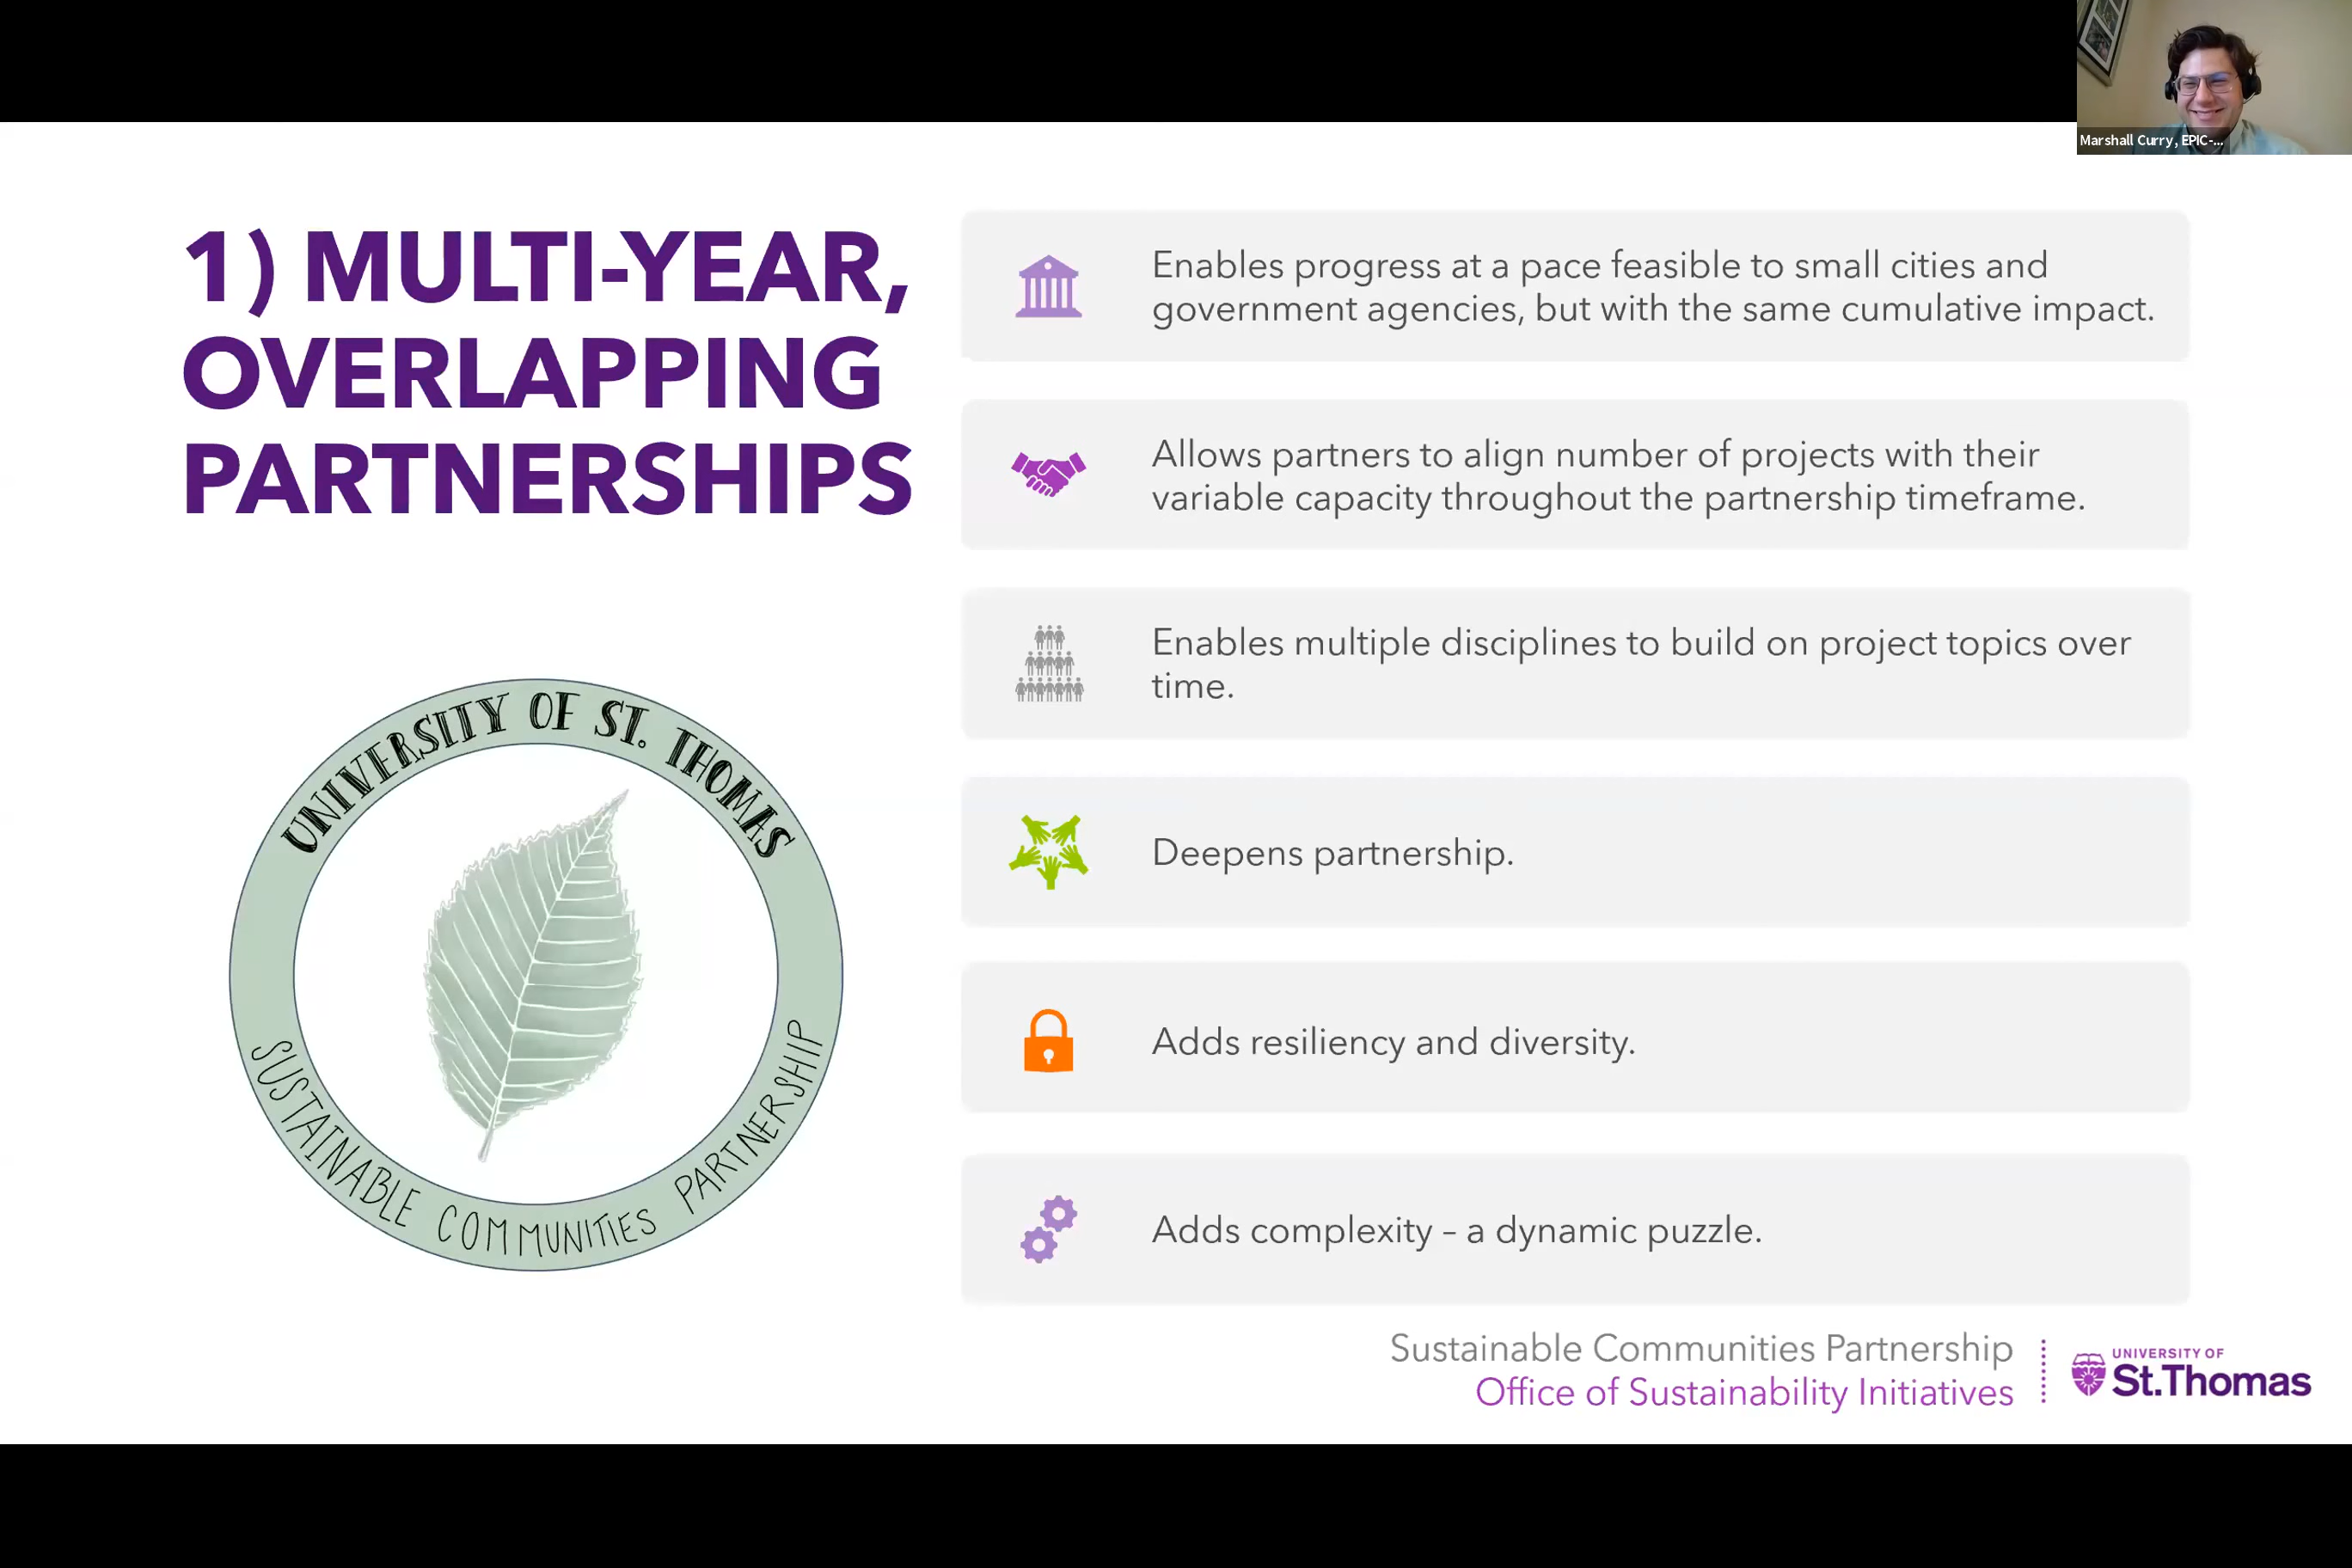 Marshall Curry, EPIC-...
1) MULTI-YEAR,
OVERLAPPING
PARTNERSHIPS
UNIVERSITY OF ST. THOMAS
SUSTAINABLE COMMUNITIES PARTNERSHIP
Enables progress at a pace feasible to small cities and
government agencies, but with the same cumulative impact.
Allows partners to align number of projects with their
variable capacity throughout the partnership timeframe.
Enables multiple disciplines to build on project topics over
time.
Deepens partnership.
Adds resiliency and diversity.
Adds complexity – a dynamic puzzle.
Sustainable Communities Partnership
Office of Sustainability Initiatives
UNIVERSITY OF
St.Thomas